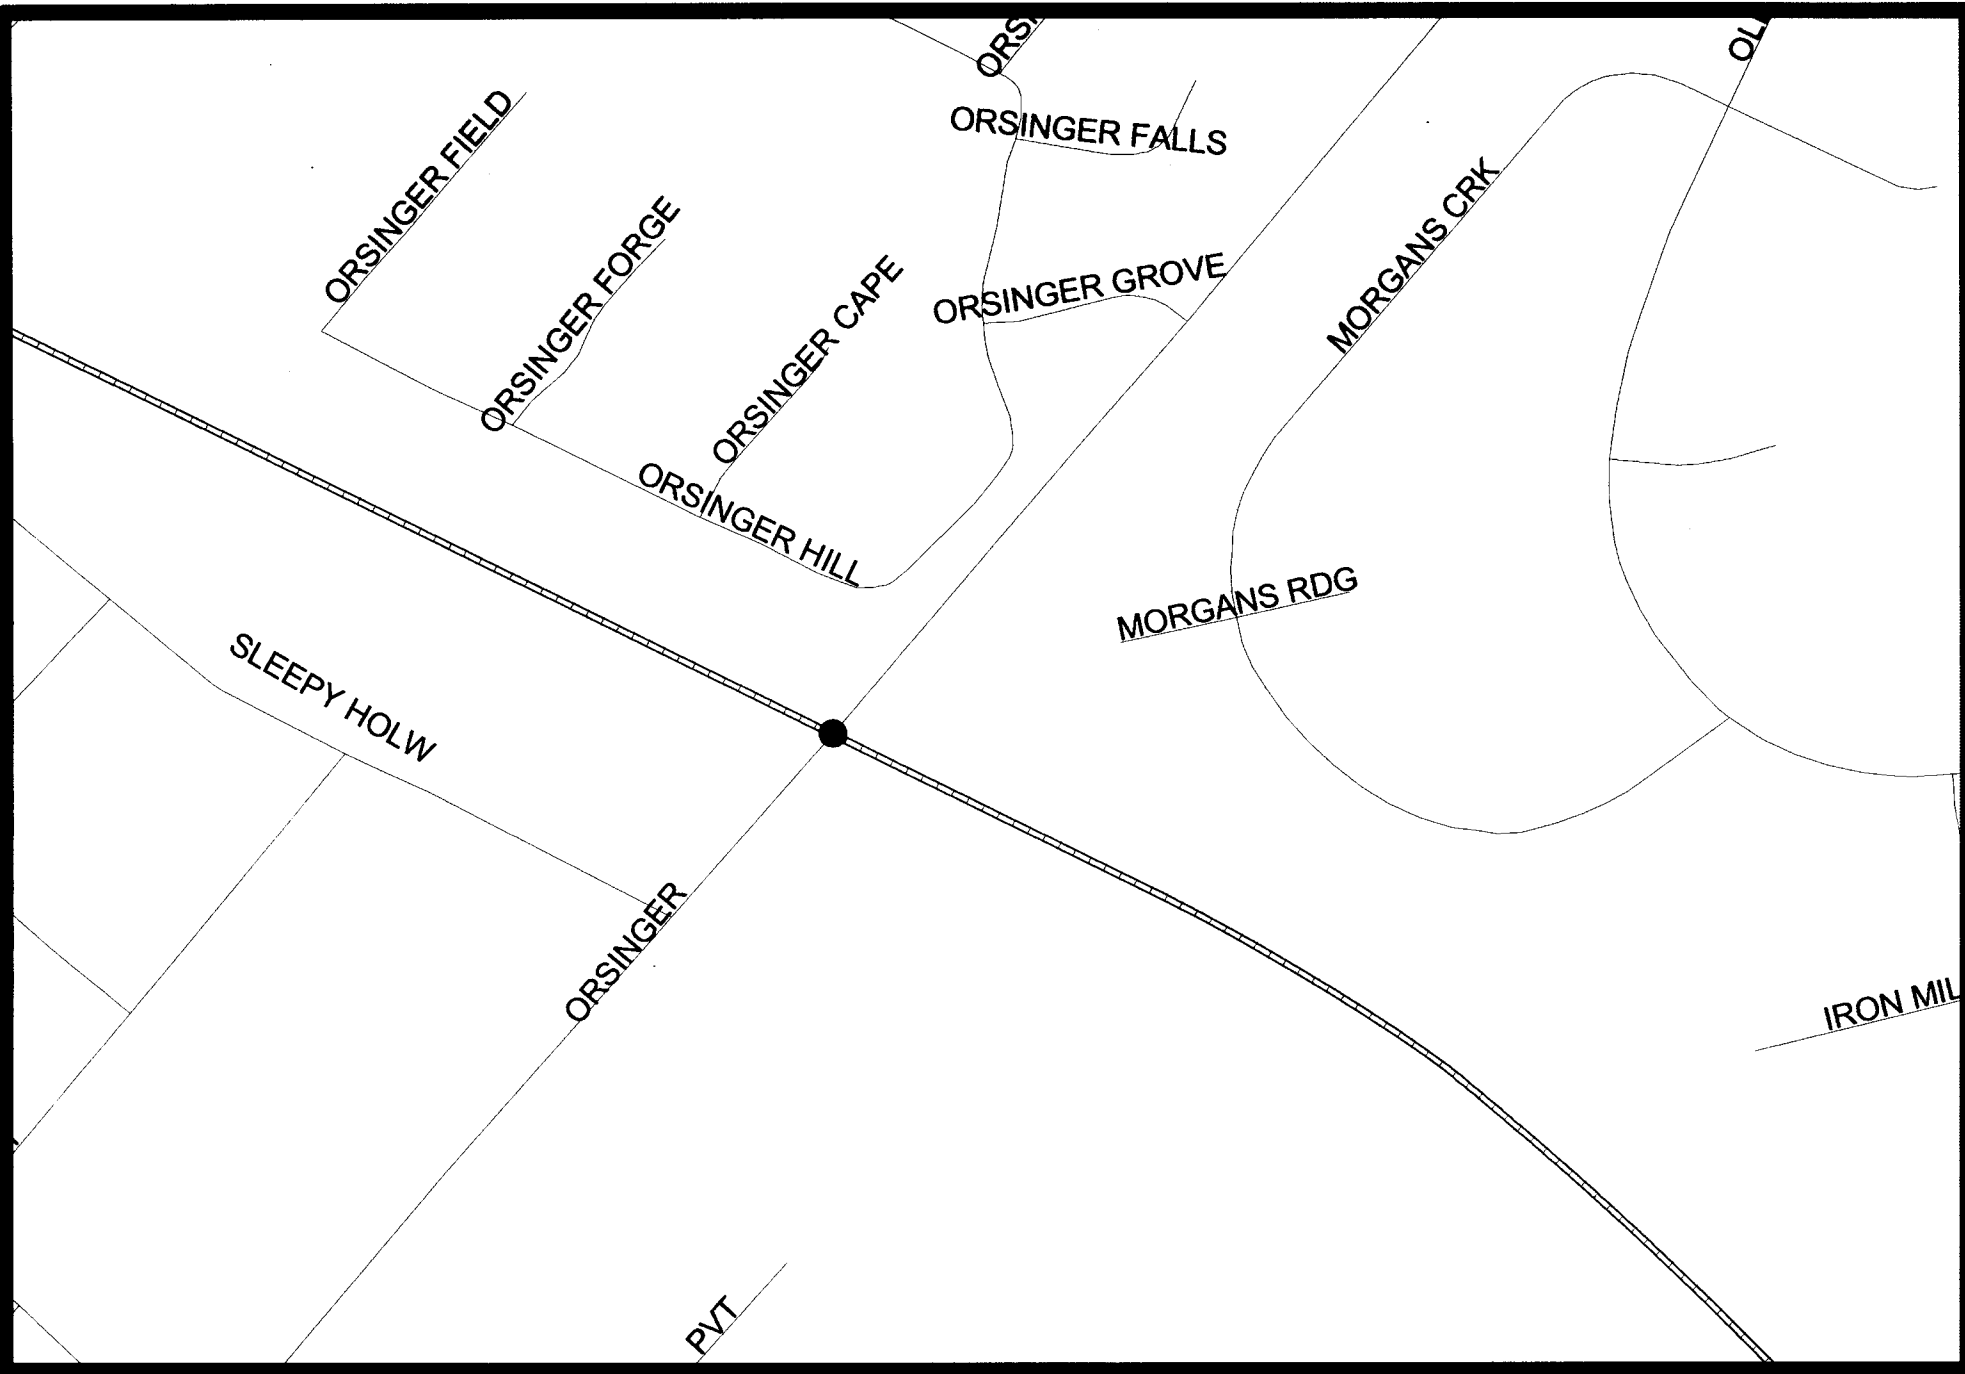 ORSINGER FIELD
ORSINGER FALLS
ORSINGER FORGE
MORGANS CRK
ORSINGER CAPE
ORSINGER GROVE
ORSINGER HILL
MORGANS RDG
SLEEPY HOLW
ORSINGER
IRON MIL
PVT